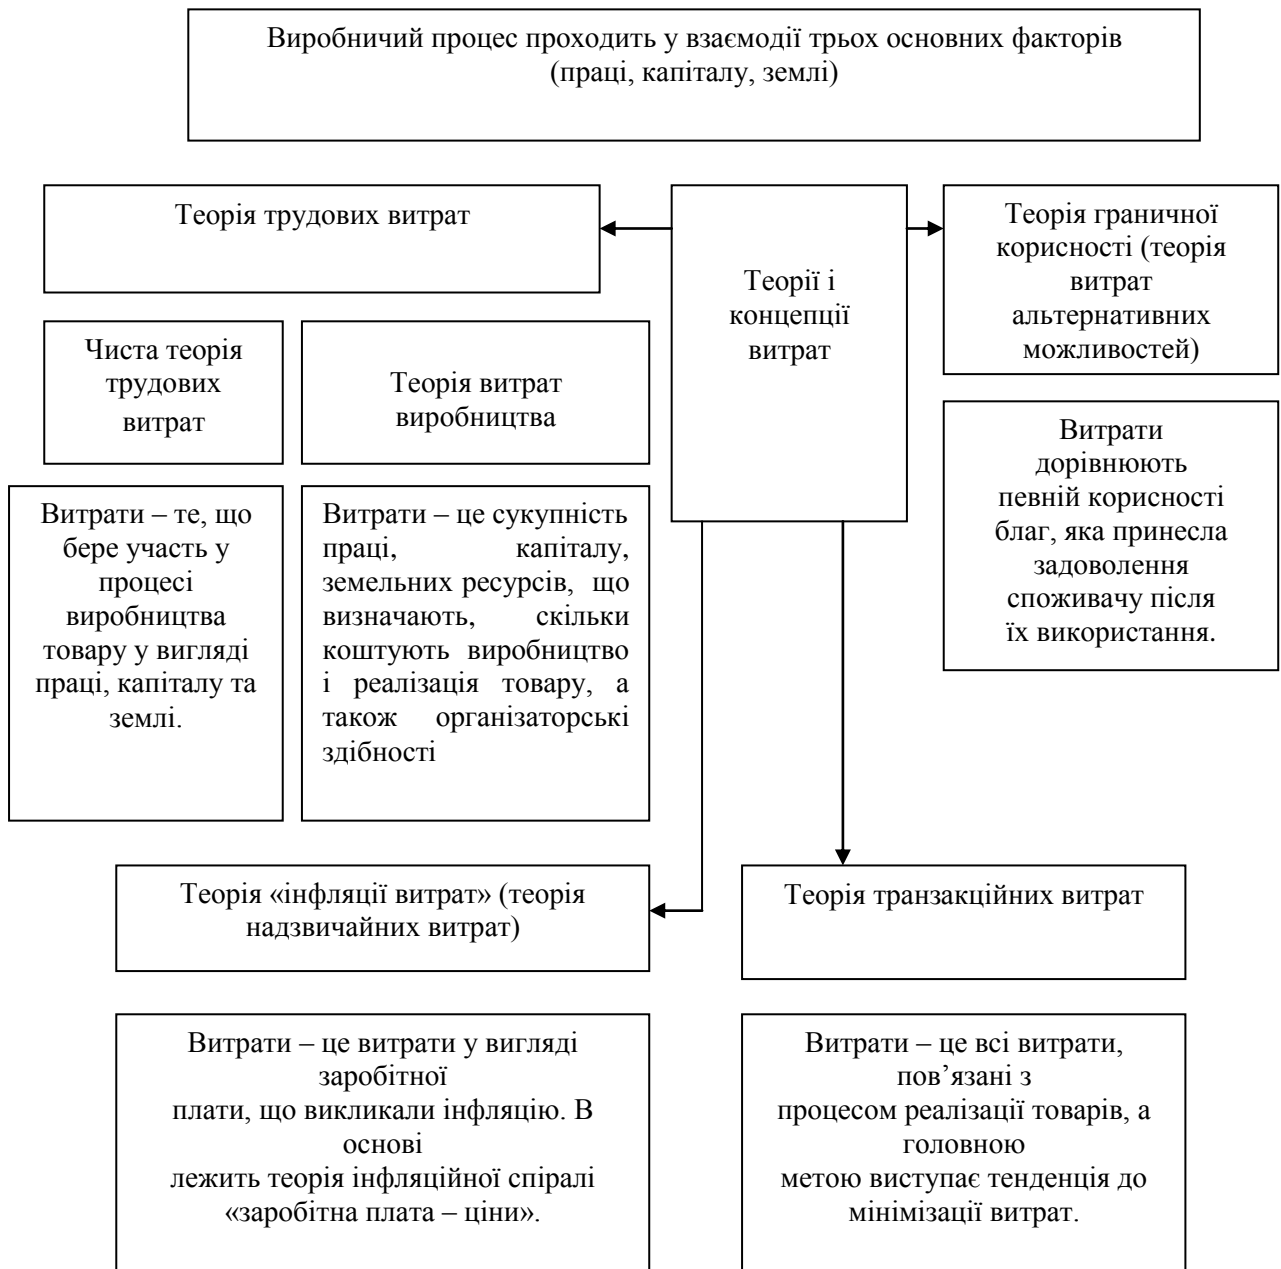 Виробничий процес проходить у взаємодії трьох основних факторів
(праці, капіталу, землі)
Теорія трудових витрат
Теорії і
концепції
витрат
Теорія граничної
корисності (теорія
витрат
альтернативних
можливостей)
Чиста теорія
трудових
витрат
Теорія витрат
виробництва
Витрати
дорівнюють
певній корисності
благ, яка принесла
задоволення
споживачу після
їх використання.
Витрати – те, що
бере участь у
процесі
виробництва
товару у вигляді
праці, капіталу та
землі.
Витрати – це сукупність
праці, капіталу,
земельних ресурсів, що
визначають, скільки
коштують виробництво
і реалізація товару, а
також організаторські
здібності
Теорія «інфляції витрат» (теорія
надзвичайних витрат)
Теорія транзакційних витрат
Витрати – це витрати у вигляді
заробітної
плати, що викликали інфляцію. В
основі
лежить теорія інфляційної спіралі
«заробітна плата – ціни».
Витрати – це всі витрати,
пов’язані з
процесом реалізації товарів, а
головною
метою виступає тенденція до
мінімізації витрат.